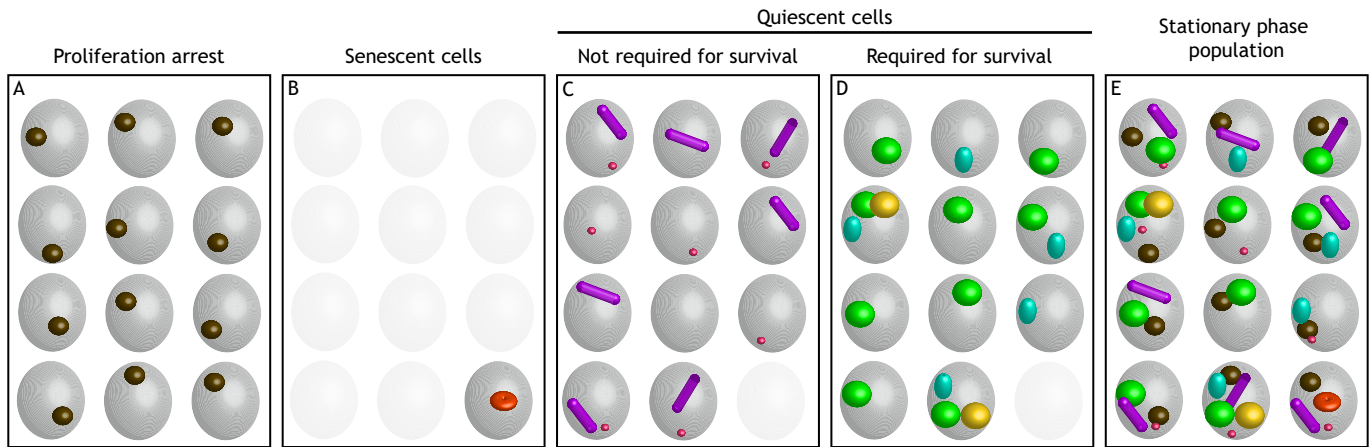 Quiescent cells
Proliferation arrest
Senescent cells
Not required for survival
Required for survival
Stationary phase
population
A
B
C
D
E